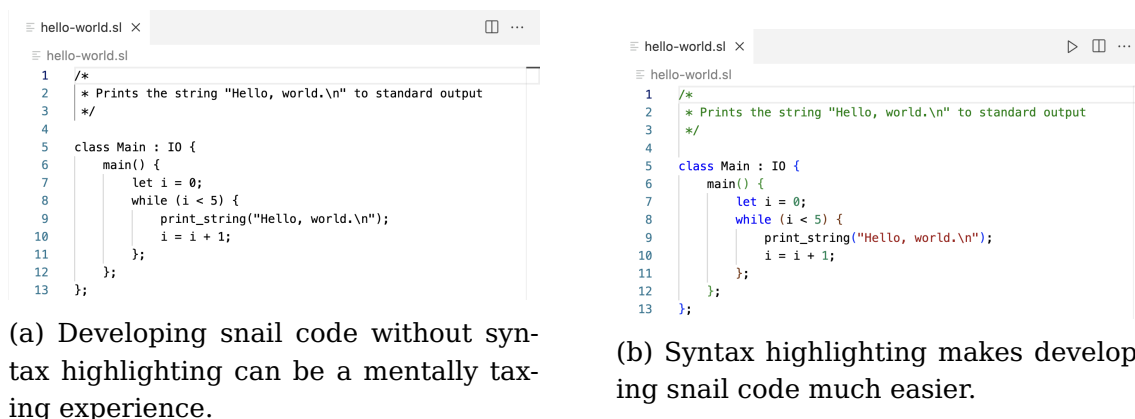 hello-world.sl ×
hello-world.sl
1 /*
2  * Prints the string "Hello, world.\n" to standard output
3  */
4
5 class Main : IO {
6     main() {
7         let i = 0;
8         while (i < 5) {
9             print_string("Hello, world.\n");
10             i = i + 1;
11         };
12     };
13 };
(a) Developing snail code without syn-
tax highlighting can be a mentally tax-
ing experience.
hello-world.sl ×
hello-world.sl
1 /*
2  * Prints the string "Hello, world.\n" to standard output
3  */
4
5 class Main : IO {
6     main() {
7         let i = 0;
8         while (i < 5) {
9             print_string("Hello, world.\n");
10             i = i + 1;
11         };
12     };
13 };
(b) Syntax highlighting makes develop
ing snail code much easier.